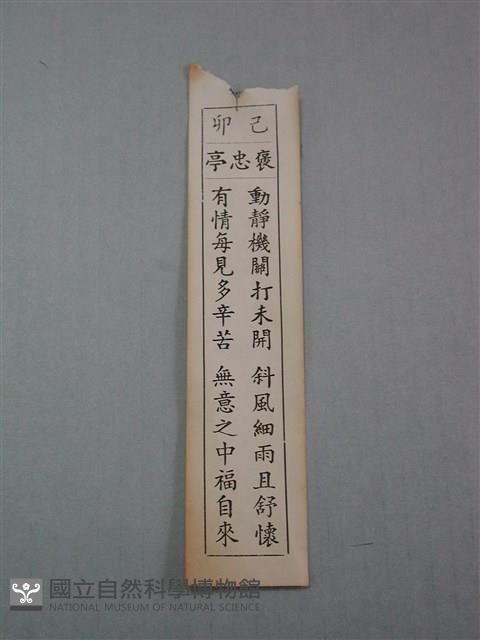 己卯
褒忠亭
動靜機關打未開 斜風細雨且舒懷
有情每見多辛苦 無意之中福自來
國立自然科學博物館
NATIONAL MUSEUM OF NATURAL SCIENCE